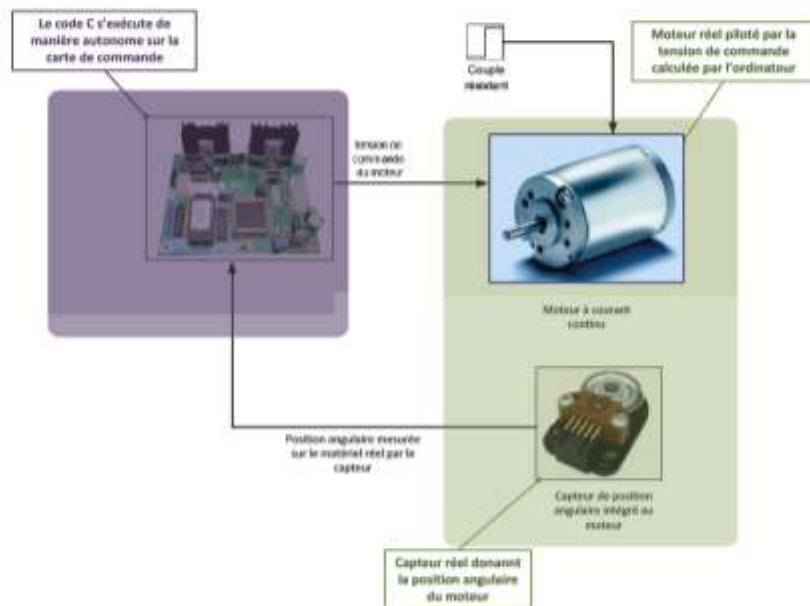 Le code C s'exécute de
manière autonome sur la
carte de commande
Couple
résistant
Moteur réel piloté par la
tension de commande
calculée par l'ordinateur
tension de
commande
du moteur
Moteur à courant
continu
Position angulaire mesurée
sur le matériel réel par le
capteur
Capteur de position
angulaire intégré au
moteur
Capteur réel donannt
la position angulaire
du moteur